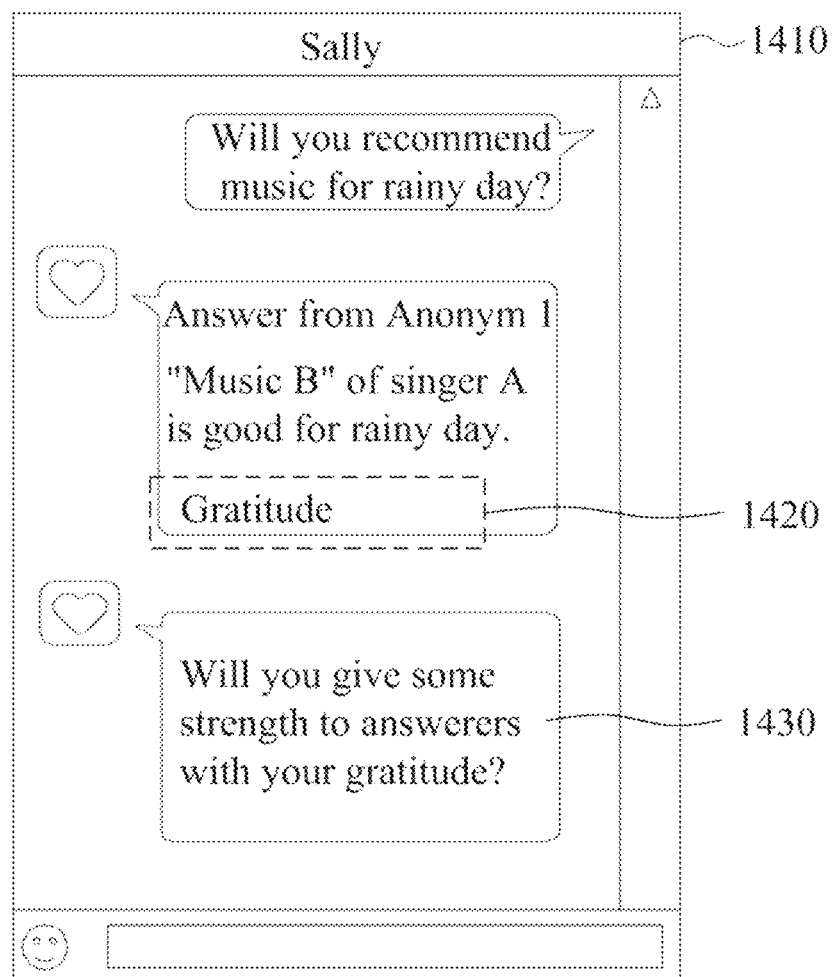 Sally
1410
Will you recommend
music for rainy day?
Answer from Anonym 1
"Music B" of singer A
is good for rainy day.
Gratitude
1420
Will you give some
strength to answerers
with your gratitude?
1430